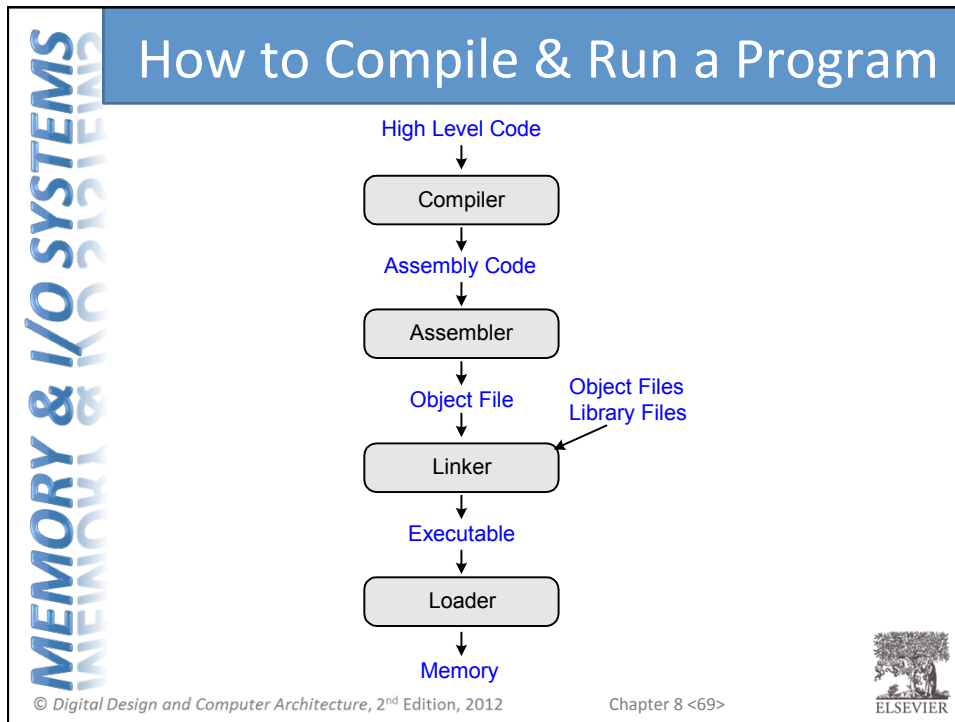 How to Compile & Run a Program
MEMORY & I/O SYSTEMS
High Level Code
Compiler
Assembly Code
Assembler
Object File
Object Files
Library Files
Linker
Executable
Loader
Memory
© Digital Design and Computer Architecture, 2nd Edition, 2012
Chapter 8 <69>
ELSEVIER